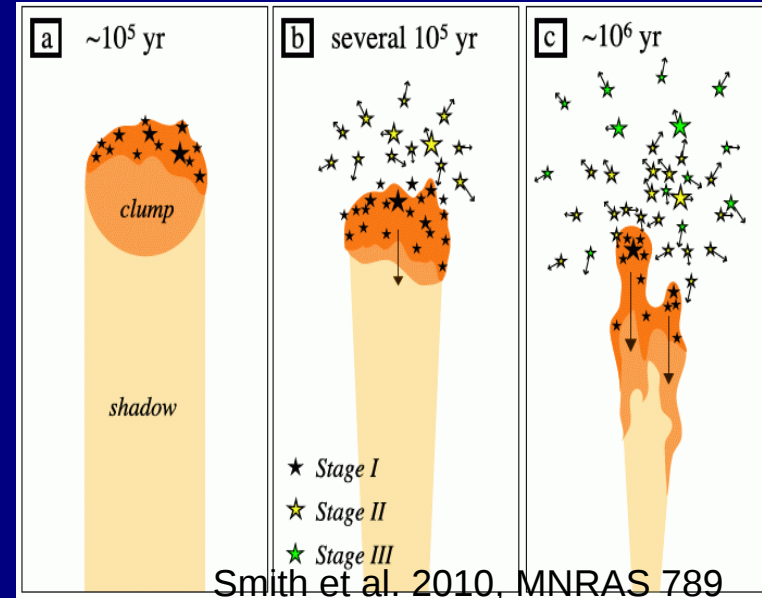 a ~10⁵ yr
clump
shadow
b several 10⁵ yr
Stage I
Stage II
Stage III
c ~10⁶ yr
Smith et al. 2010, MNRAS 789